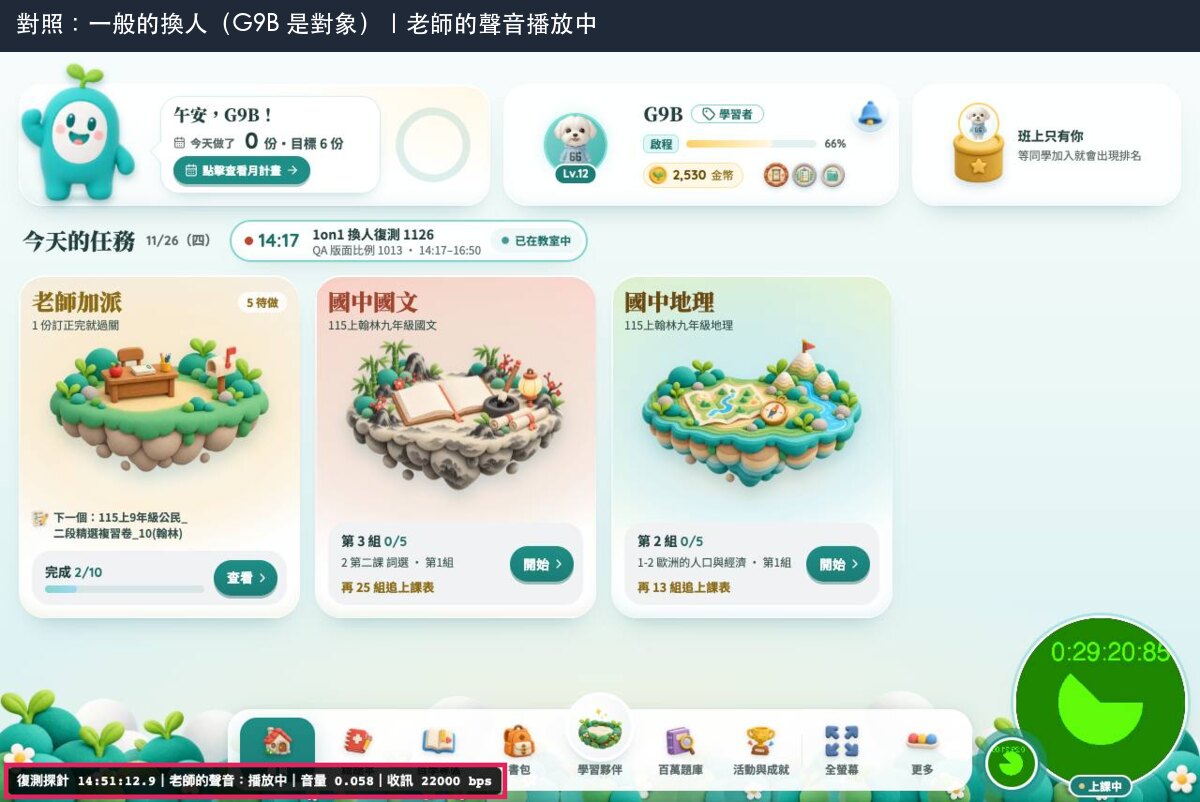 對照：一般的換人（G9B 是對象）｜老師的聲音播放中
午安，G9B！
今天做了 0 份・目標 6 份
點擊查看月計畫 →
G9B
學習者
啟程
66%
2,530 金幣
Lv.12
班上只有你
等同學加入就會出現排名
今天的任務 11/26（四）
14:17
1on1 換人復測 1126
QA 版面比例 1013 ・ 14:17–16:50
已在教室中
老師加派
5 待做
1 份訂正完就過關
下一個：115上9年級公民_
二段精選複習卷_10(翰林)
完成 2/10
查看
國中國文
115上翰林九年級國文
第 3 組 0/5
2 第二課 詞選 ・ 第1組
再 25 組追上課表
開始
國中地理
115上翰林九年級地理
第 2 組 0/5
1-2 歐洲的人口與經濟 ・ 第1組
再 13 組追上課表
開始
0:29:20:85
書包
學習夥伴
百萬題庫
活動與成就
全螢幕
更多
上課中
復測探針 14:51:12.9｜老師的聲音：播放中｜音量 0.058｜收訊 22000 bps